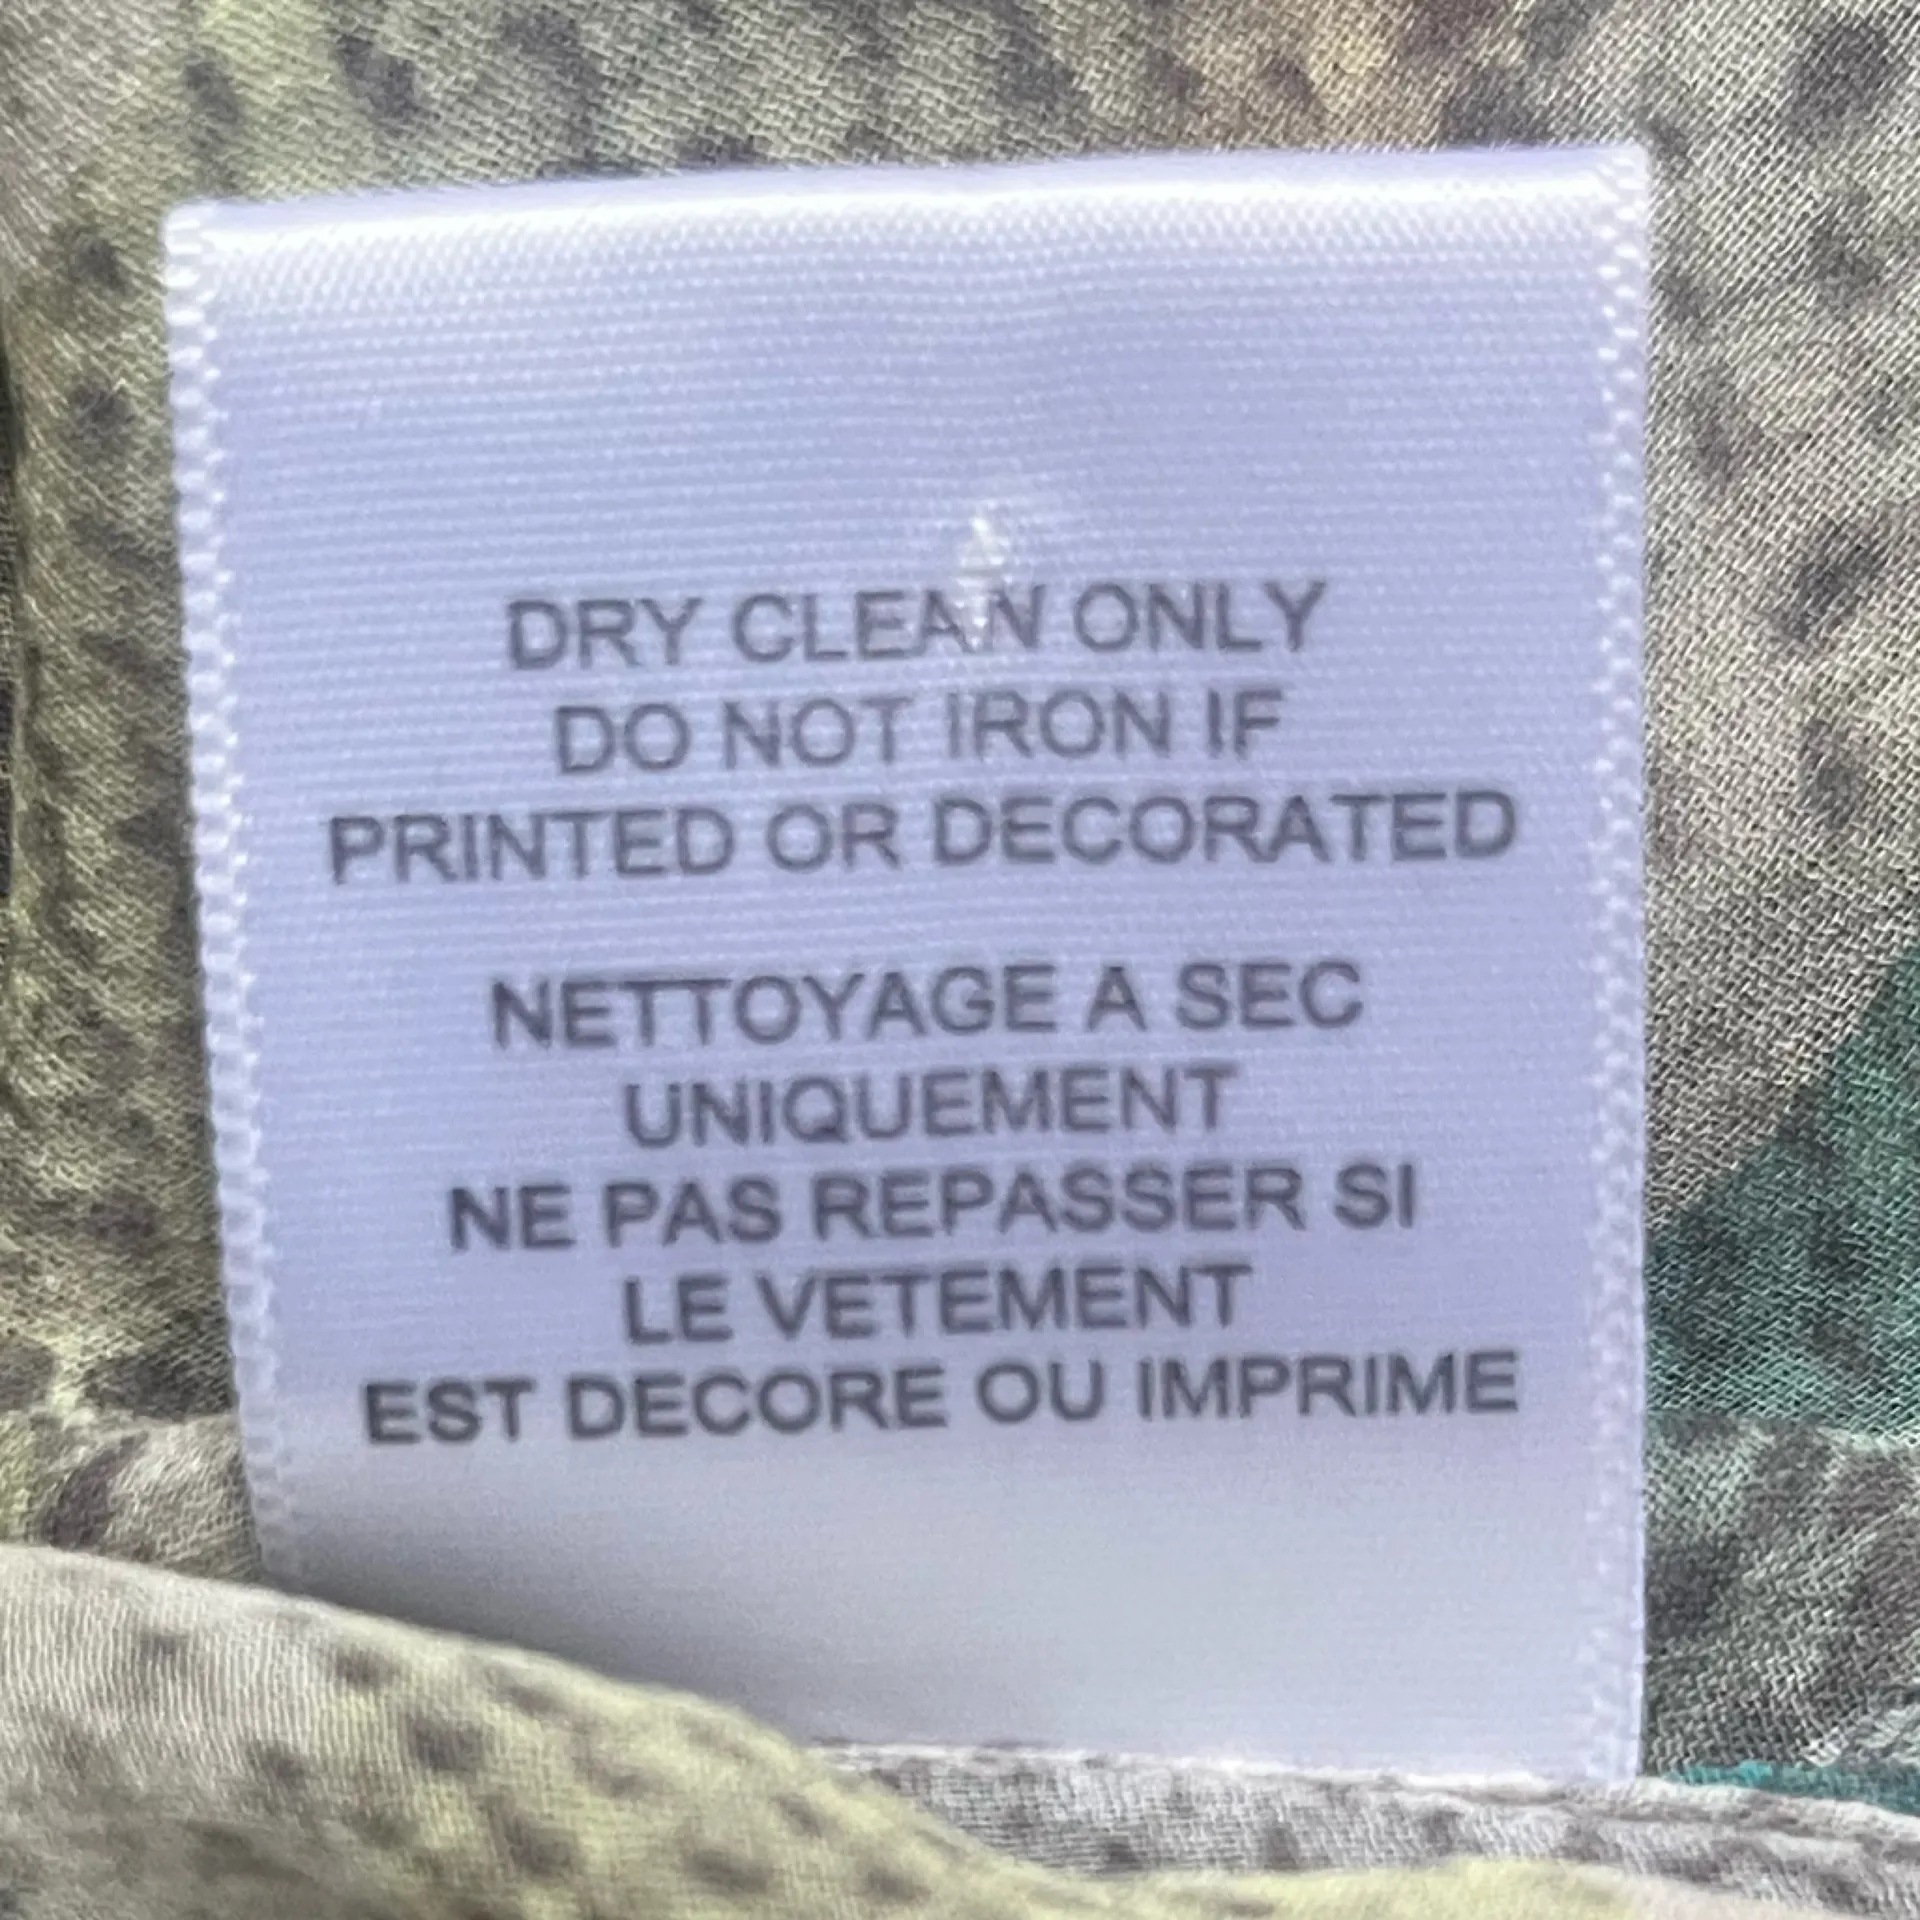 DRY CLEAN ONLY
DO NOT IRON IF
PRINTED OR DECORATED
NETTOYAGE A SEC
UNIQUEMENT
NE PAS REPASSER SI
LE VETEMENT
EST DECORE OU IMPRIME